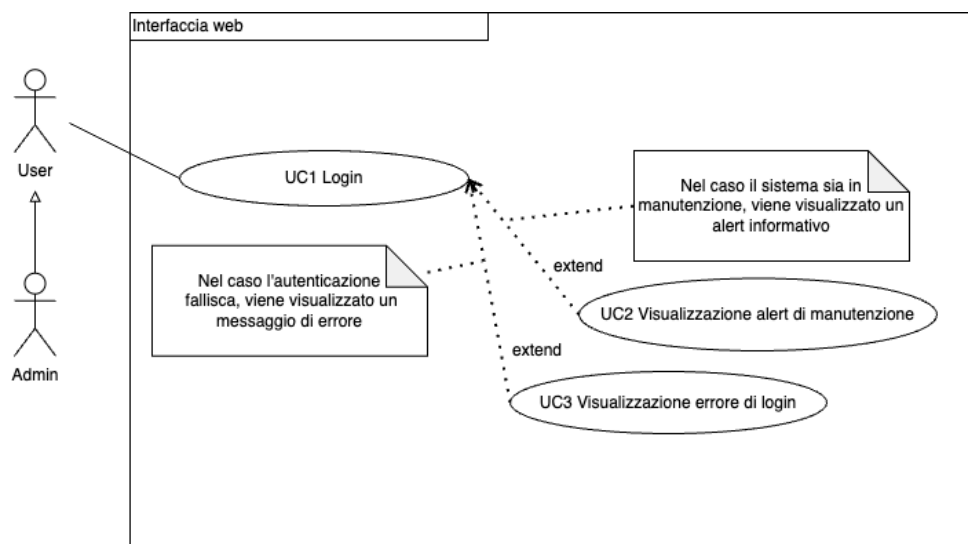 Interfaccia web
User
UC1 Login
Nel caso il sistema sia in
manutenzione, viene visualizzato un
alert informativo
Nel caso l'autenticazione
fallisca, viene visualizzato un
messaggio di errore
extend
UC2 Visualizzazione alert di manutenzione
extend
Admin
UC3 Visualizzazione errore di login